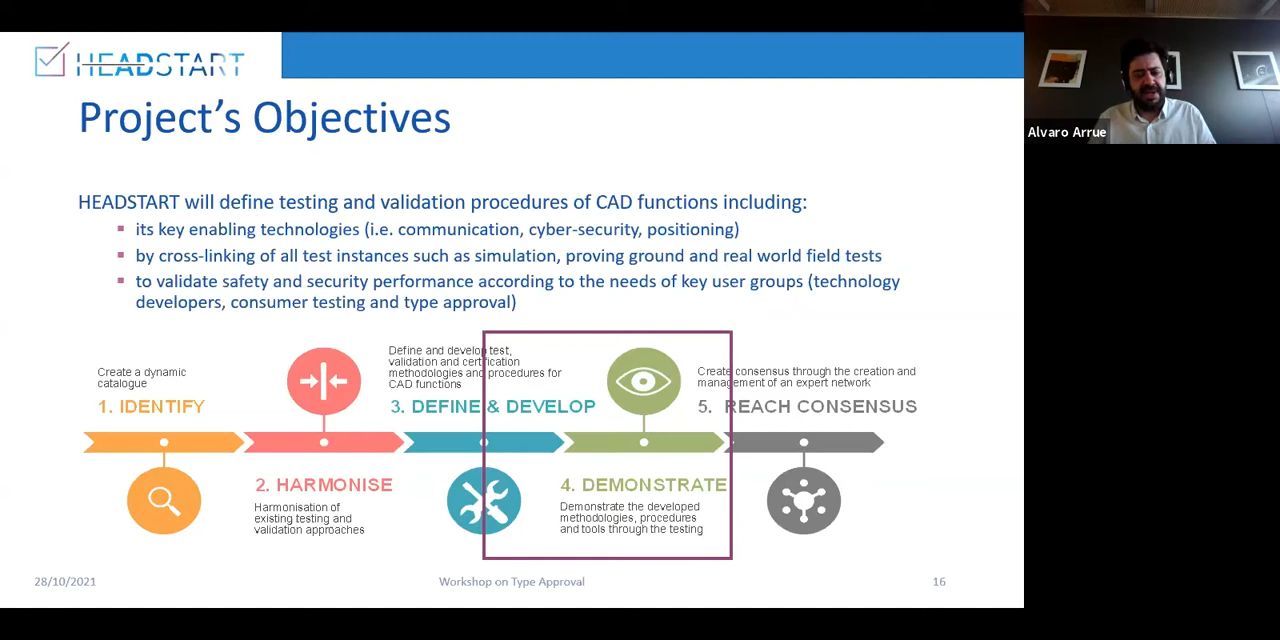 HEADSTART
Alvaro Arrue
Project's Objectives
HEADSTART will define testing and validation procedures of CAD functions including:
its key enabling technologies (i.e. communication, cyber-security, positioning)
by cross-linking of all test instances such as simulation, proving ground and real world field tests
to validate safety and security performance according to the needs of key user groups (technology
developers, consumer testing and type approval)
Create a dynamic
catalogue
1. IDENTIFY
2. HARMONISE
Harmonisation of
existing testing and
validation approaches
Define and develop test,
validation and certification
methodologies and procedures for
CAD functions
3. DEFINE & DEVELOP
4. DEMONSTRATE
Demonstrate the developed
methodologies, procedures
and tools through the testing
Create consensus through the creation and
management of an expert network
5. REACH CONSENSUS
28/10/2021
Workshop on Type Approval
16